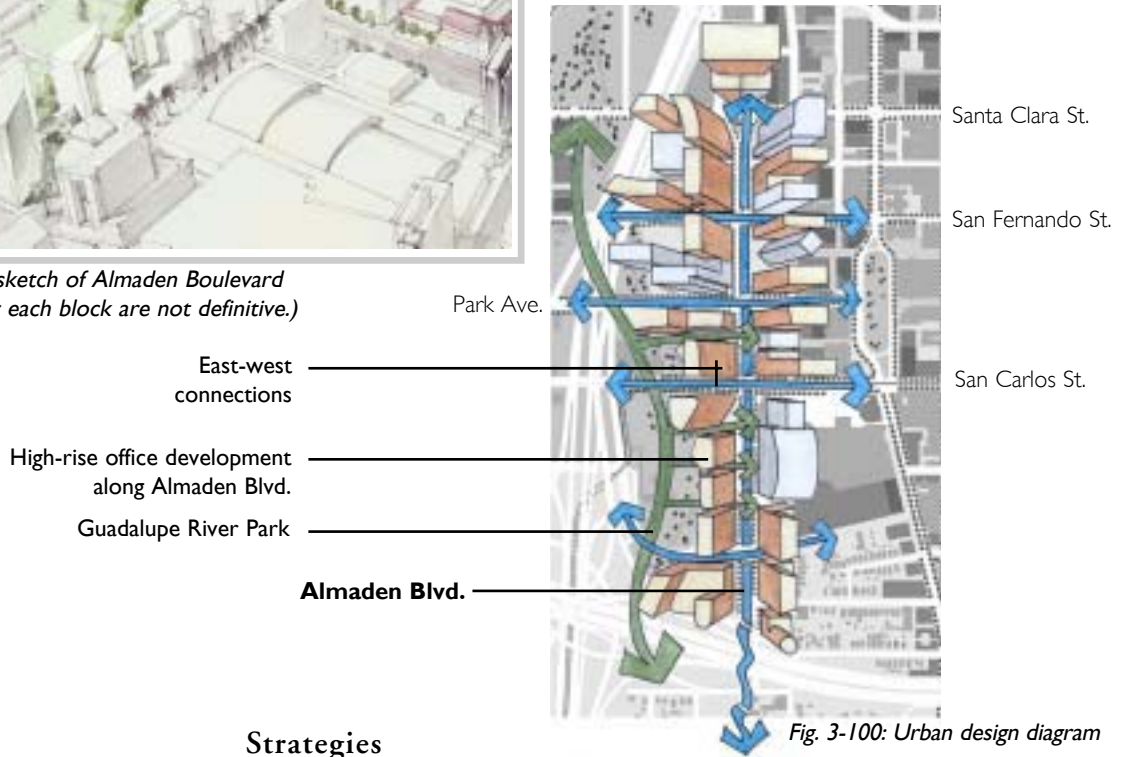 Santa Clara St.
San Fernando St.
sketch of Almaden Boulevard
each block are not definitive.)
Park Ave.
East-west
connections
San Carlos St.
High-rise office development
along Almaden Blvd.
Guadalupe River Park
Almaden Blvd.
Fig. 3-100: Urban design diagram
Strategies